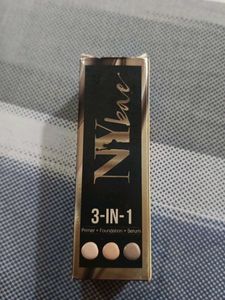 NY bae
3-IN-1
Primer • Foundation • Serum